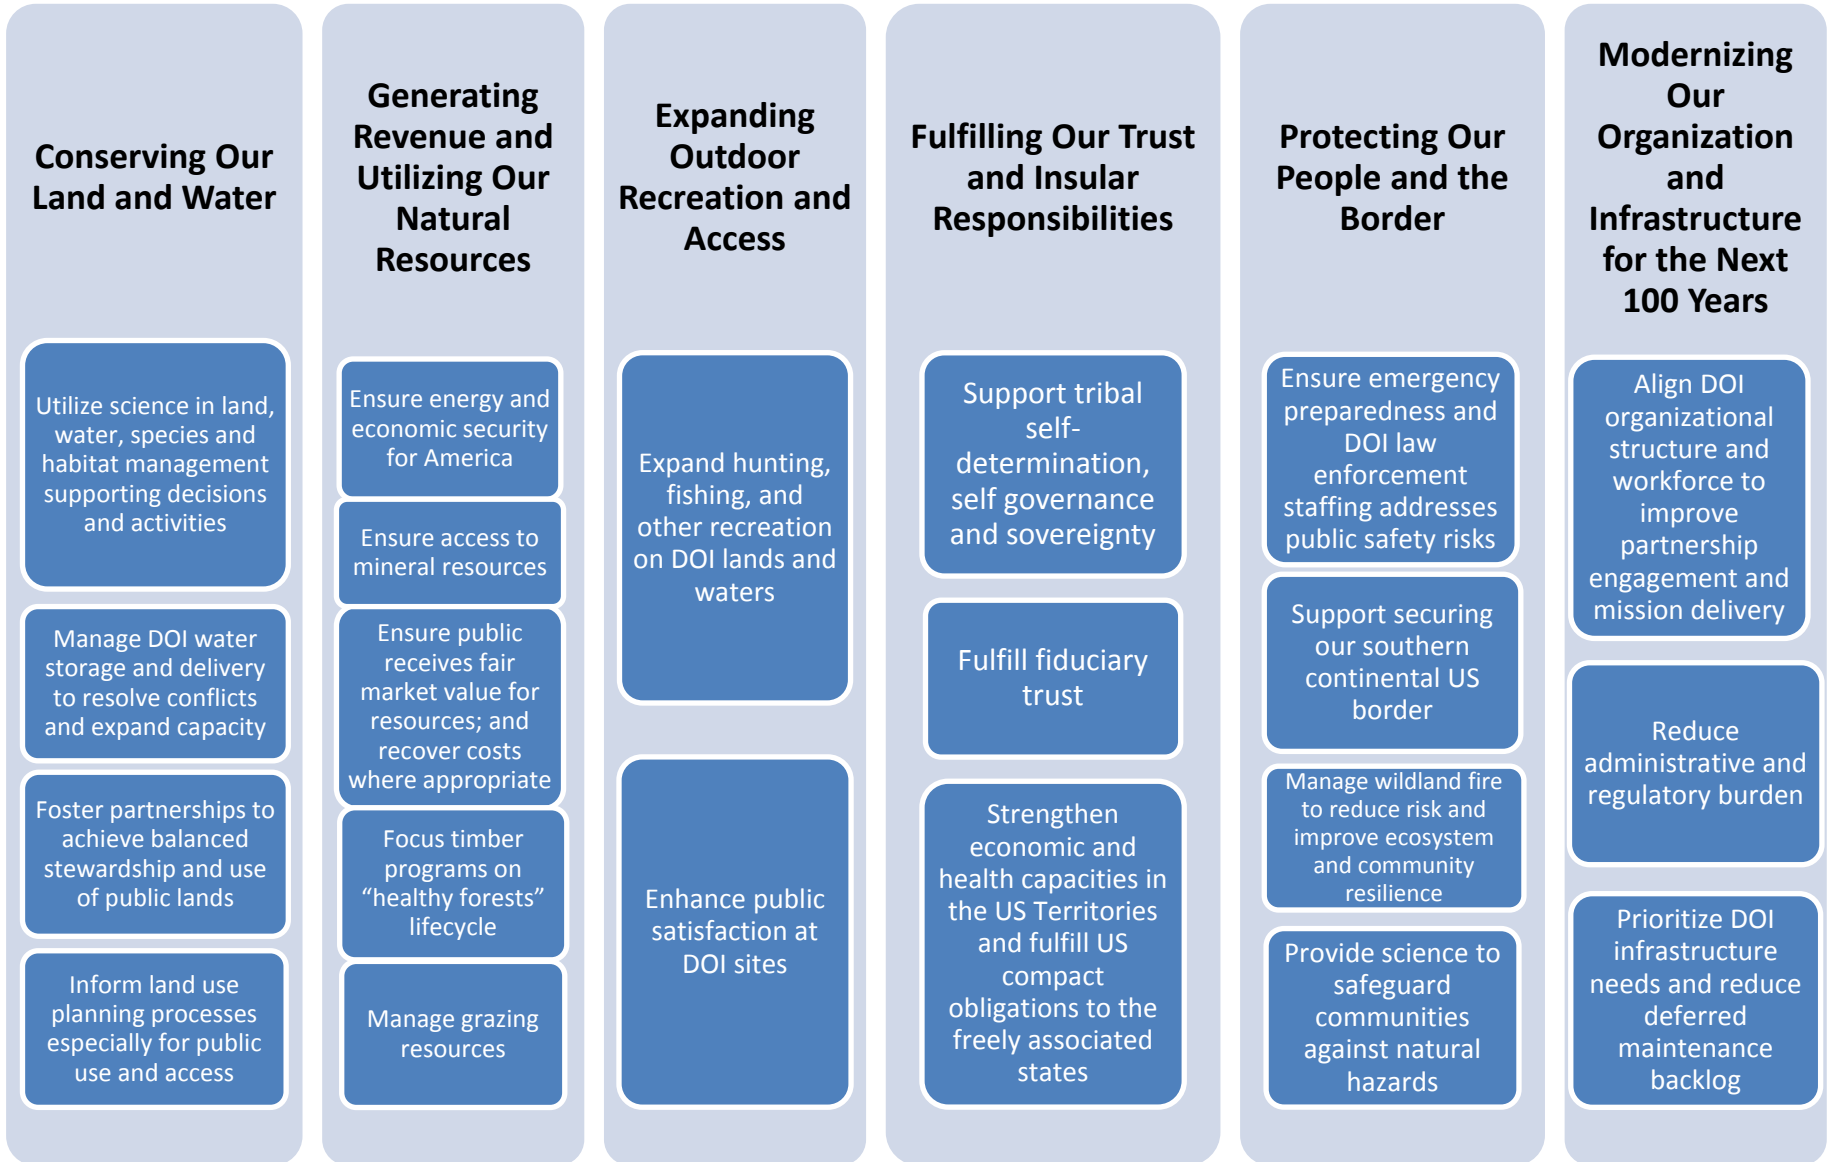 Conserving Our
Land and Water
Utilize science in land,
water, species and
habitat management
supporting decisions
and activities
Manage DOI water
storage and delivery
to resolve conflicts
and expand capacity
Foster partnerships to
achieve balanced
stewardship and use
of public lands
Inform land use
planning processes
especially for public
use and access
Generating
Revenue and
Utilizing Our
Natural
Resources
Ensure energy and
economic security
for America
Ensure access to
mineral resources
Ensure public
receives fair
market value for
resources; and
recover costs
where appropriate
Focus timber
programs on
“healthy forests”
lifecycle
Manage grazing
resources
Expanding
Outdoor
Recreation and
Access
Expand hunting,
fishing, and
other recreation
on DOI lands and
waters
Enhance public
satisfaction at
DOI sites
Fulfilling Our Trust
and Insular
Responsibilities
Support tribal
self-
determination,
self governance
and sovereignty
Fulfill fiduciary
trust
Strengthen
economic and
health capacities in
the US Territories
and fulfill US
compact
obligations to the
freely associated
states
Protecting Our
People and the
Border
Ensure emergency
preparedness and
DOI law
enforcement
staffing addresses
public safety risks
Support securing
our southern
continental US
border
Manage wildland fire
to reduce risk and
improve ecosystem
and community
resilience
Provide science to
safeguard
communities
against natural
hazards
Modernizing
Our
Organization
and
Infrastructure
for the Next
100 Years
Align DOI
organizational
structure and
workforce to
improve
partnership
engagement and
mission delivery
Reduce
administrative and
regulatory burden
Prioritize DOI
infrastructure
needs and reduce
deferred
maintenance
backlog